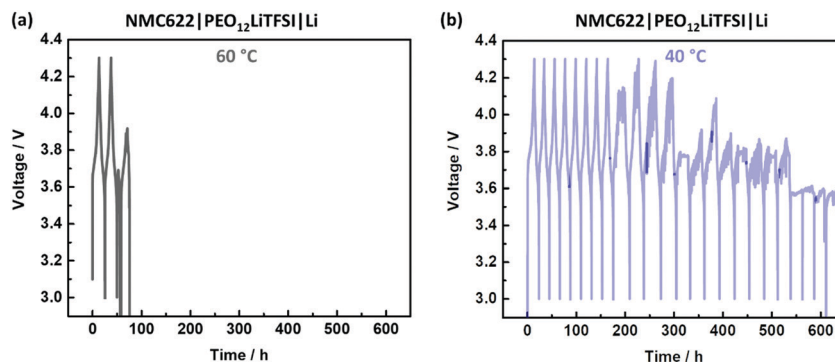 (a)
NMC622|PEO₁₂LiTFSI|Li
60 °C
Voltage / V
4.4
4.2
4.0
3.8
3.6
3.4
3.2
3.0
0 100 200 300 400 500 600
Time / h
(b)
NMC622|PEO₁₂LiTFSI|Li
40 °C
Voltage / V
4.4
4.2
4.0
3.8
3.6
3.4
3.2
3.0
0 100 200 300 400 500 600
Time / h